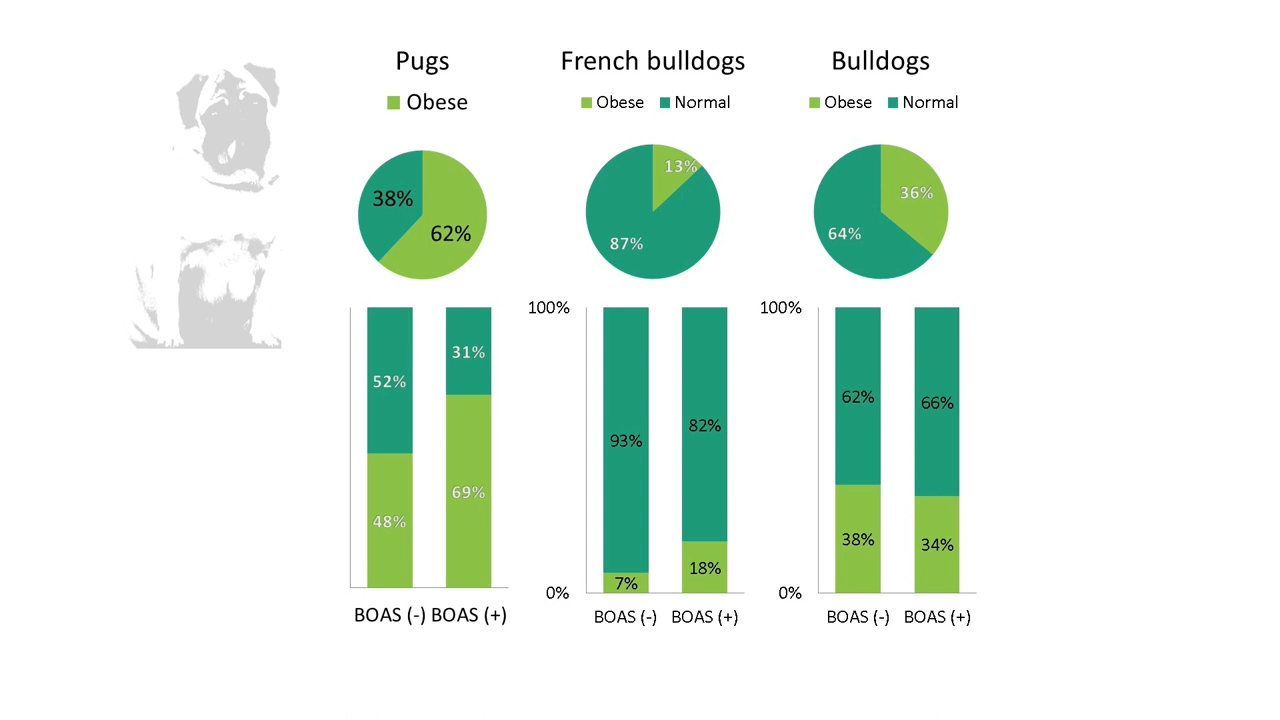 Pugs
French bulldogs
Bulldogs
Obese
Obese Normal
Obese Normal
38%
62%
13%
87%
36%
64%
52%
48%
31%
69%
BOAS (-) BOAS (+)
100%
0%
93%
7%
82%
18%
BOAS (-) BOAS (+)
100%
0%
62%
38%
66%
34%
BOAS (-) BOAS (+)